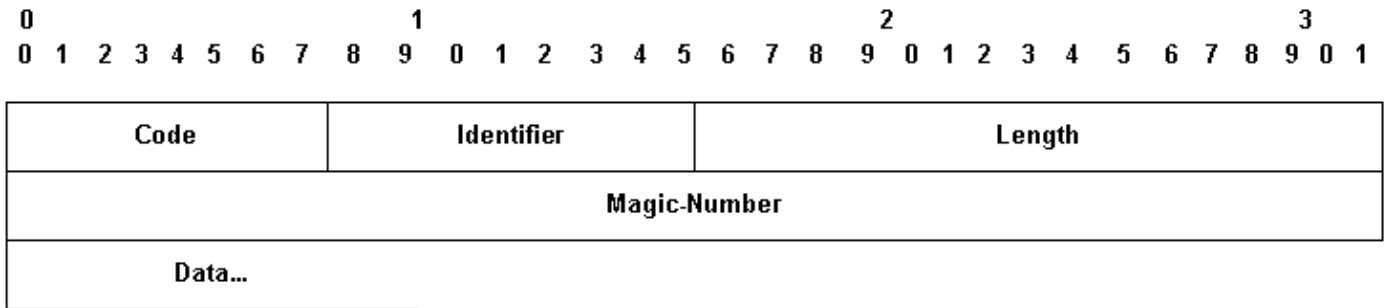 0 1 2 3
0 1 2 3 4 5 6 7 8 9 0 1 2 3 4 5 6 7 8 9 0 1 2 3 4 5 6 7 8 9 0 1
Code Identifier Length
Magic-Number
Data...